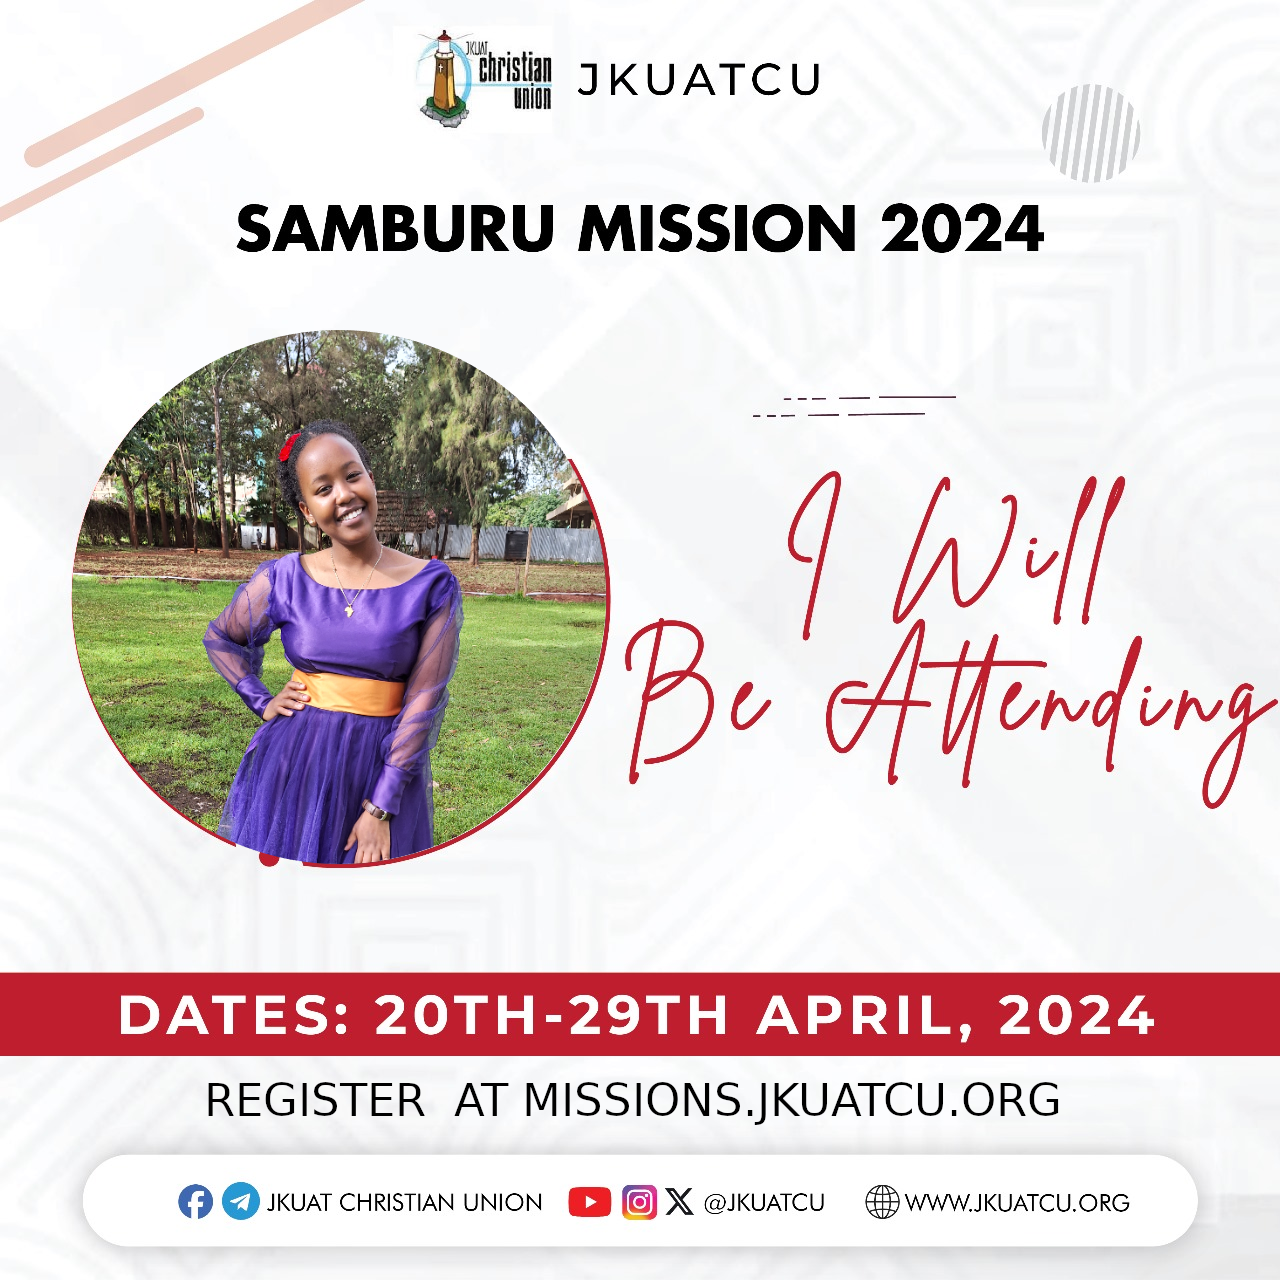 JKUAT
christian
union
JKUATCU
SAMBURU MISSION 2024
I Will
Be Attending
DATES: 20TH-29TH APRIL, 2024
REGISTER  AT MISSIONS.JKUATCU.ORG
JKUAT CHRISTIAN UNION @JKUATCU WWW.JKUATCU.ORG